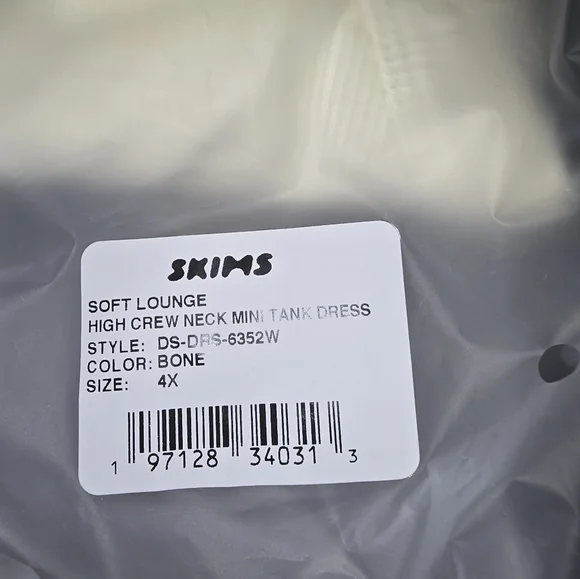 SKIMS
SOFT LOUNGE
HIGH CREW NECK MINI TANK DRESS
STYLE: DS-DRS-6352W
COLOR: BONE
SIZE: 4X
1 97128 34031 3